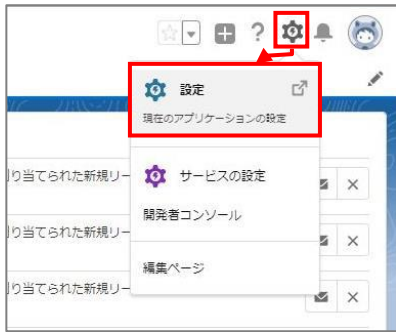 設定
現在のアプリケーションの設定
り当てられた新規リー
サービスの設定
り当てられた新規リー
開発者コンソール
編集ページ
り当てられた新規リー